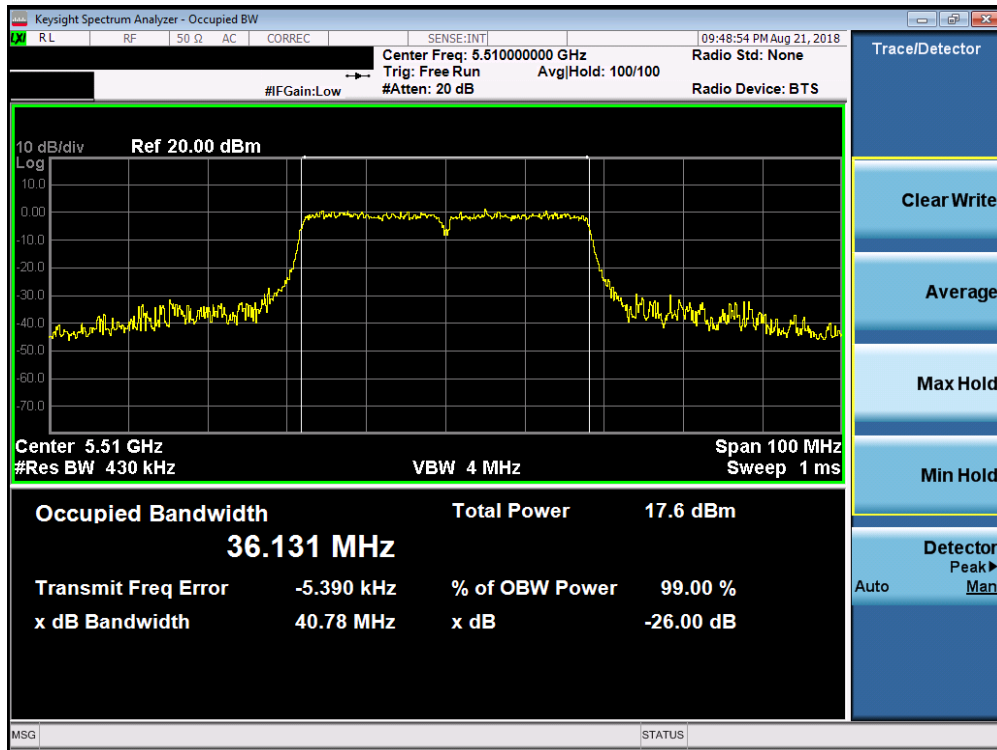 Keysight Spectrum Analyzer - Occupied BW
LXI RL RF 50 Ω AC CORREC SENSE:INT 09:48:54 PM Aug 21, 2018
Center Freq: 5.510000000 GHz Radio Std: None
Trig: Free Run Avg|Hold: 100/100
#IFGain:Low #Atten: 20 dB Radio Device: BTS
10 dB/div Ref 20.00 dBm
Log
10.0
0.00
-10.0
-20.0
-30.0
-40.0
-50.0
-60.0
-70.0
Center 5.51 GHz Span 100 MHz
#Res BW 430 kHz VBW 4 MHz Sweep 1 ms
Occupied Bandwidth Total Power 17.6 dBm
36.131 MHz
Transmit Freq Error -5.390 kHz % of OBW Power 99.00 %
x dB Bandwidth 40.78 MHz x dB -26.00 dB
MSG STATUS
Trace/Detector
Clear Write
Average
Max Hold
Min Hold
Detector
Peak▶
Auto Man